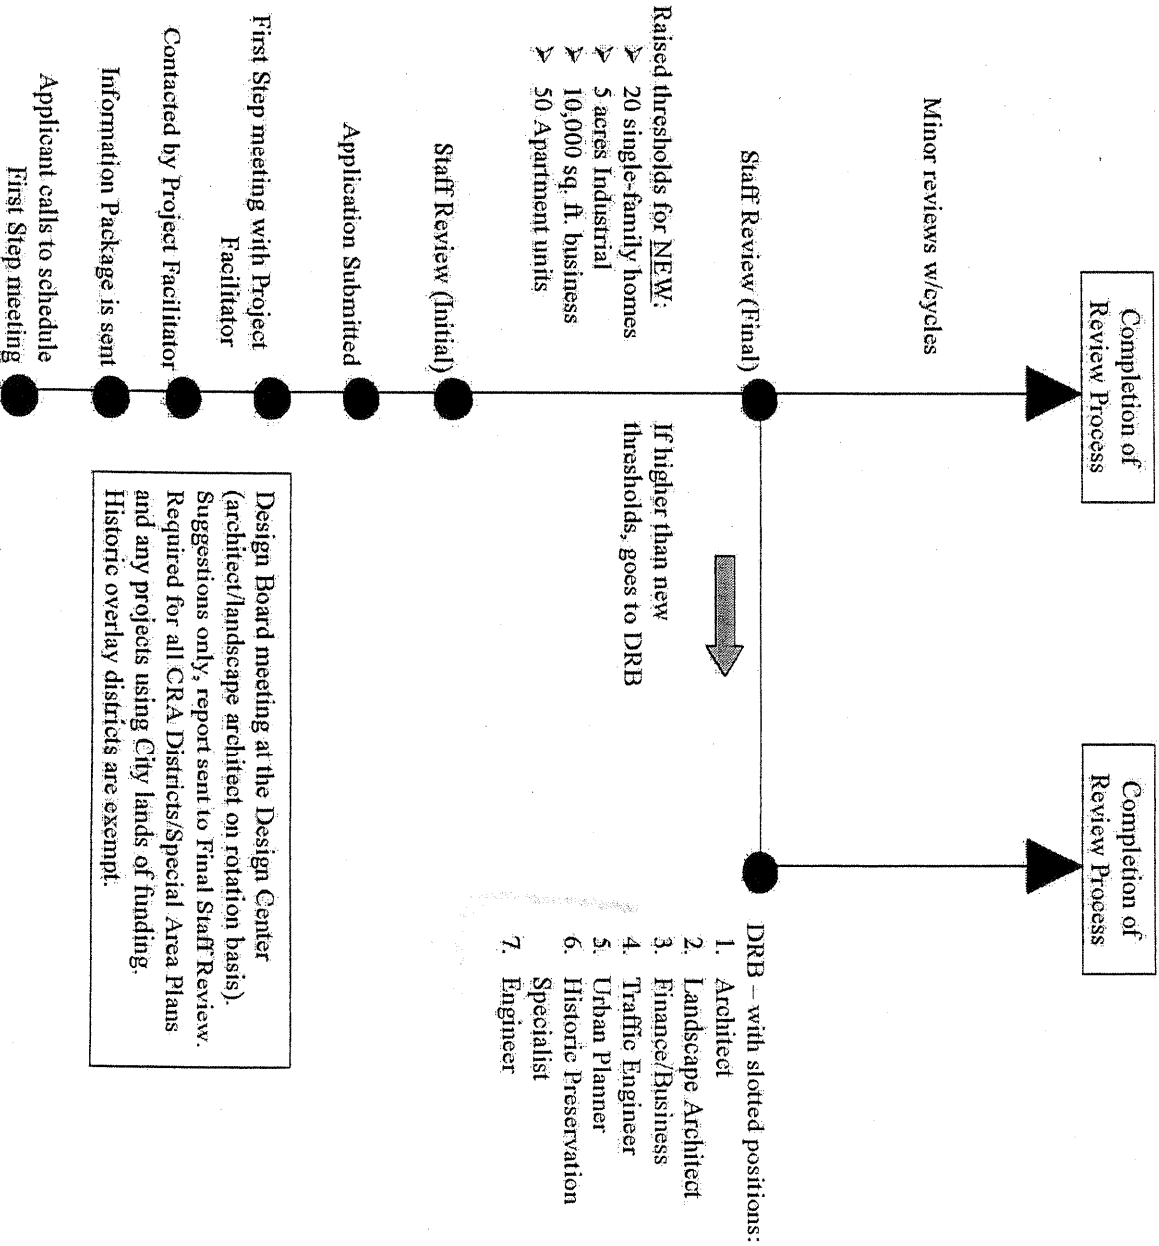 Completion of
Review Process
Completion of
Review Process
Minor reviews w/cycles
Staff Review (Final)
DRB – with slotted positions:
1. Architect
2. Landscape Architect
3. Finance/Business
4. Traffic Engineer
5. Urban Planner
6. Historic Preservation
Specialist
7. Engineer
Raised thresholds for NEW:
➢ 20 single-family homes
➢ 5 acres Industrial
➢ 10,000 sq. ft. business
➢ 50 Apartment units
If higher than new
thresholds, goes to DRB
Staff Review (Initial)
Application Submitted
First Step meeting with Project
Facilitator
Contacted by Project Facilitator
Information Package is sent
Applicant calls to schedule
First Step meeting
Design Board meeting at the Design Center
(architect/landscape architect on rotation basis).
Suggestions only, report sent to Final Staff Review.
Required for all CRA Districts/Special Area Plans
and any projects using City lands of funding.
Historic overlay districts are exempt.